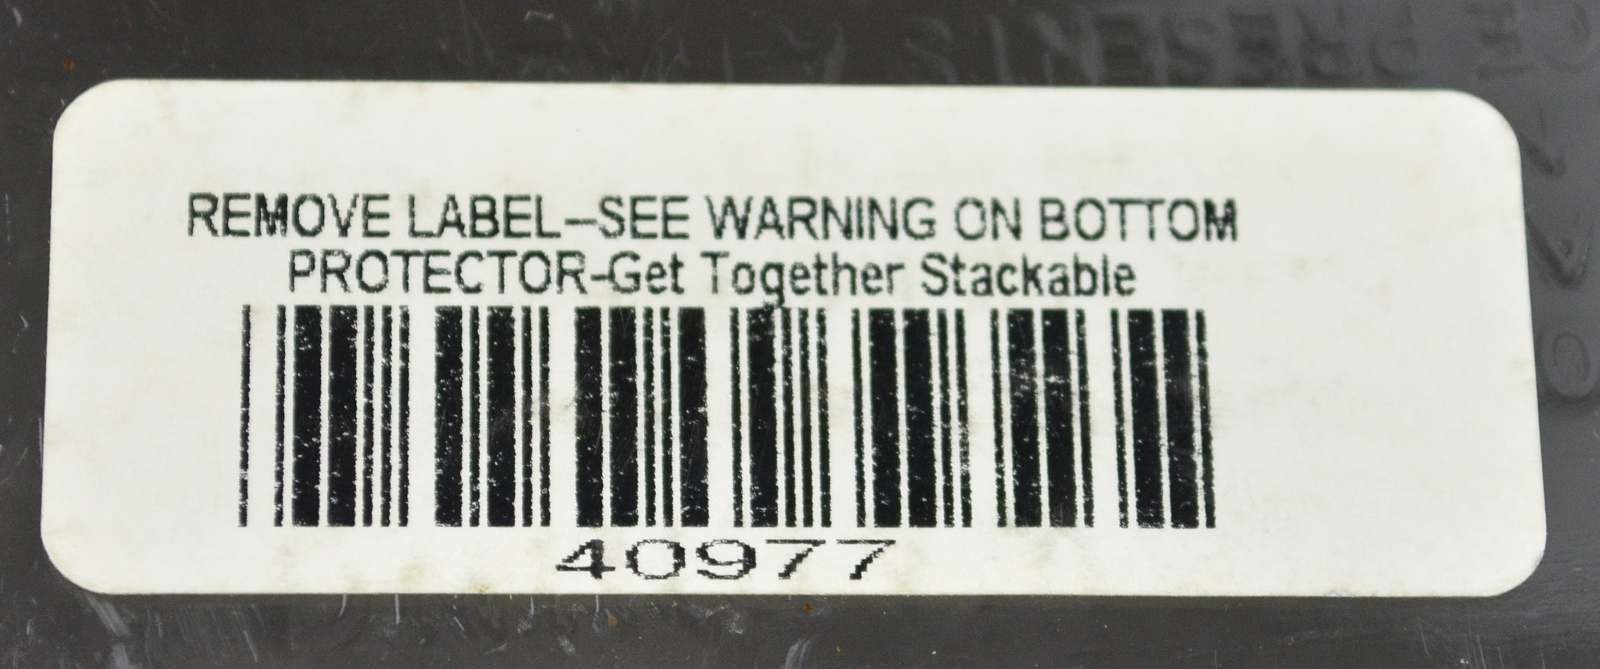 REMOVE LABEL–SEE WARNING ON BOTTOM
PROTECTOR-Get Together Stackable
40977